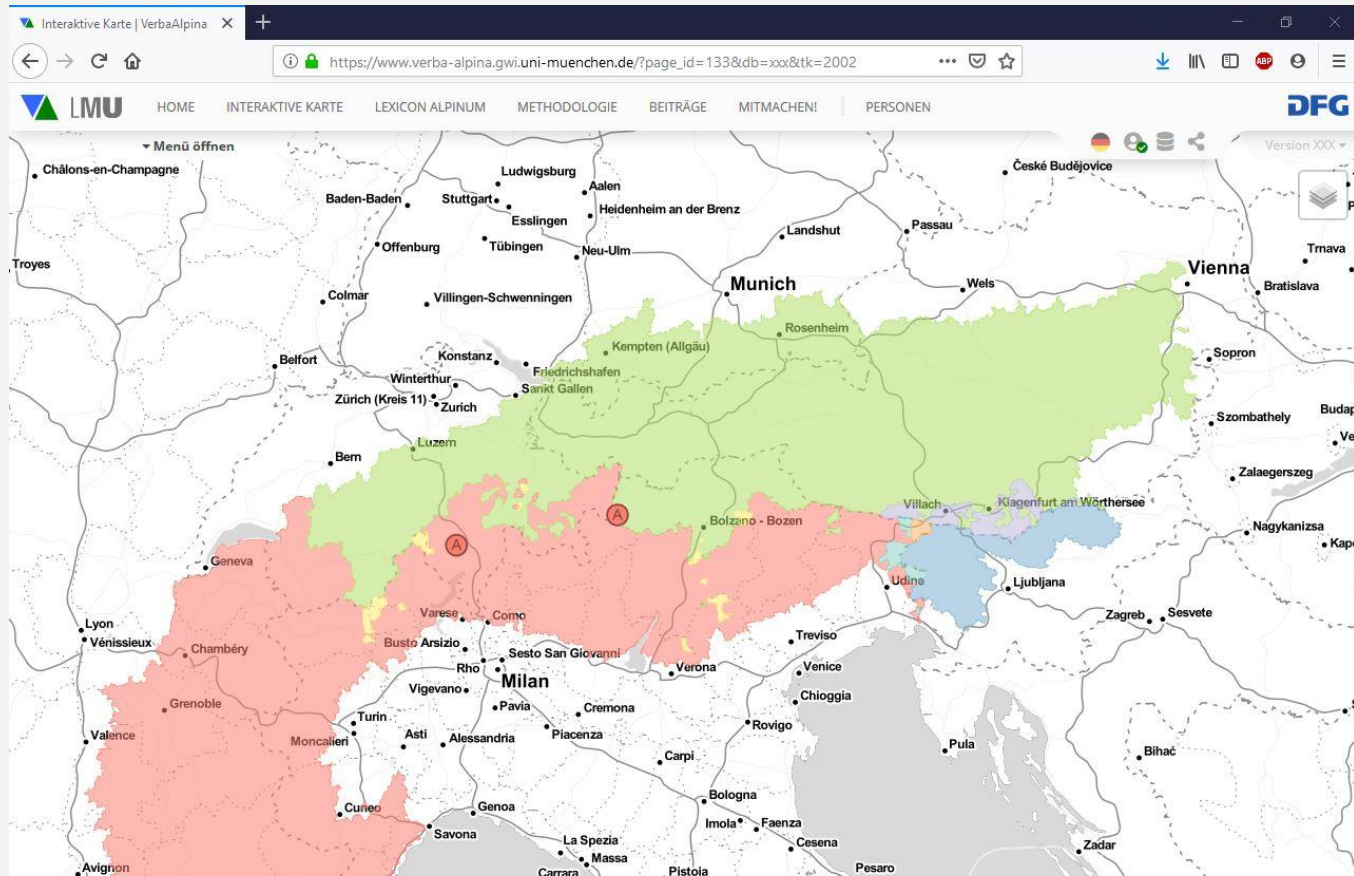 Interaktive Karte | VerbaAlpina
https://www.verba-alpina.gwi.uni-muenchen.de/?page_id=133&db=xxx&tk=2002
ABP
LMU HOME INTERAKTIVE KARTE LEXICON ALPINUM METHODOLOGIE BEITRÄGE MITMACHEN! PERSONEN DFG
Menü öffnen
Version XXX
Châlons-en-Champagne
Ludwigsburg
České Budějovice
Aalen
Baden-Baden
Stuttgart
Esslingen
Heidenheim an der Brenz
Landshut
Passau
Offenburg
Tübingen
Neu-Ulm
Trnava
Troyes
Vienna
Munich
Wels
Bratislava
Colmar
Villingen-Schwenningen
Rosenheim
Kempten (Allgäu)
Belfort
Konstanz
Sopron
Friedrichshafen
Winterthur
Sankt Gallen
Zürich (Kreis 11)
Zurich
Szombathely
Luzern
Bern
Zalaegerszeg
Villach
Klagenfurt am Wörthersee
A
Bolzano - Bozen
Nagykanizsa
A
Geneva
Udine
Ljubljana
Varese
Como
Zagreb
Sesvete
Lyon
Vénissieux
Busto Arsizio
Treviso
Chambéry
Rho
Sesto San Giovanni
Verona
Venice
Milan
Vigevano
Chioggia
Grenoble
Pavia
Cremona
Turin
Rovigo
Asti
Alessandria
Piacenza
Valence
Moncalieri
Pula
Bihać
Carpi
Bologna
Cuneo
Genoa
Imola
Faenza
Savona
La Spezia
Cesena
Zadar
Massa
Avignon
Carrara
Pistoia
Pesaro